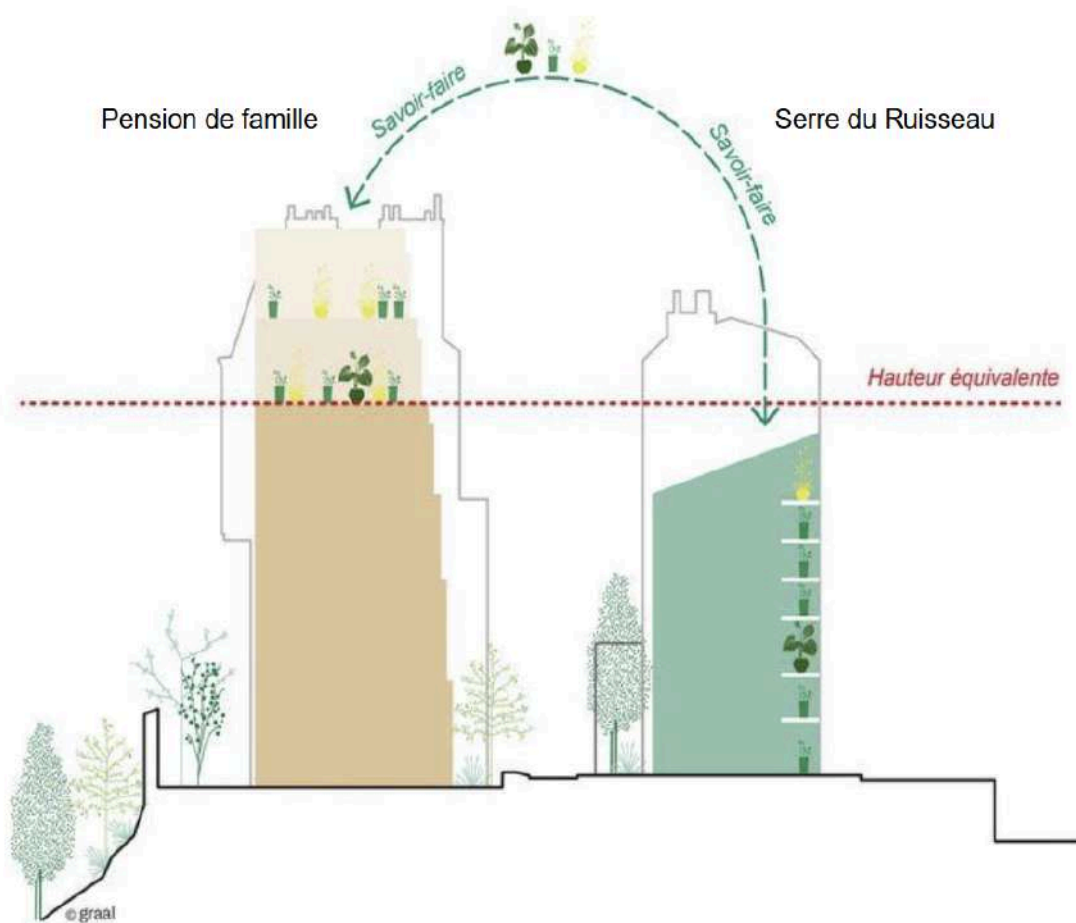 Pension de famille
Savoir-faire
Savoir-faire
Serre du Ruisseau
Hauteur équivalente
©graal